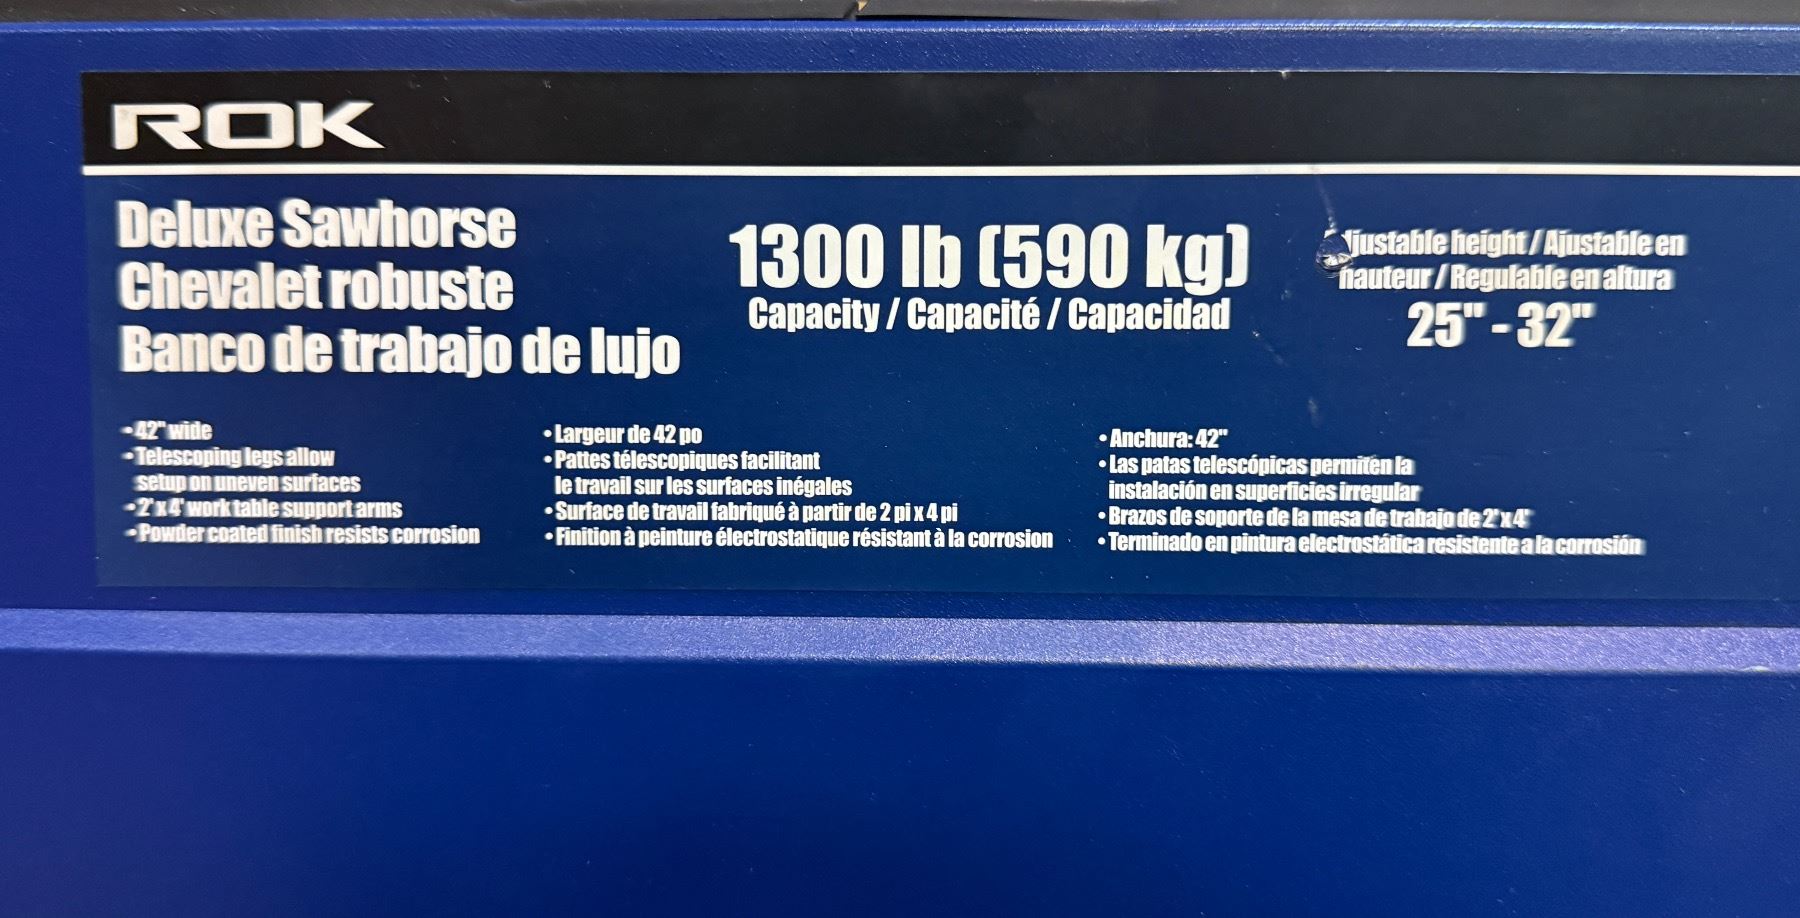 ROK
Deluxe Sawhorse
Chevalet robuste
Banco de trabajo de lujo
1300 lb (590 kg)
Capacity / Capacité / Capacidad
height / Ajustable en
hauteur / Regulable en altura
25" - 32"
• 42" wide
• Telescoping legs allow
setup on uneven surfaces
• 2' x 4' work table support arms
• Powder coated finish resists corrosion
• Largeur de 42 po
• Pattes télescopiques facilitant
le travail sur les surfaces inégales
• Surface de travail fabriqué à partir de 2 pi x 4 pi
• Finition à peinture électrostatique résistant à la corrosion
• Anchura: 42"
• Las patas telescópicas permiten la
instalación en superficies irregular
• Brazos de soporte de la mesa de trabajo de 2' x 4'
• Terminado en pintura electrostática resistente a la corrosión